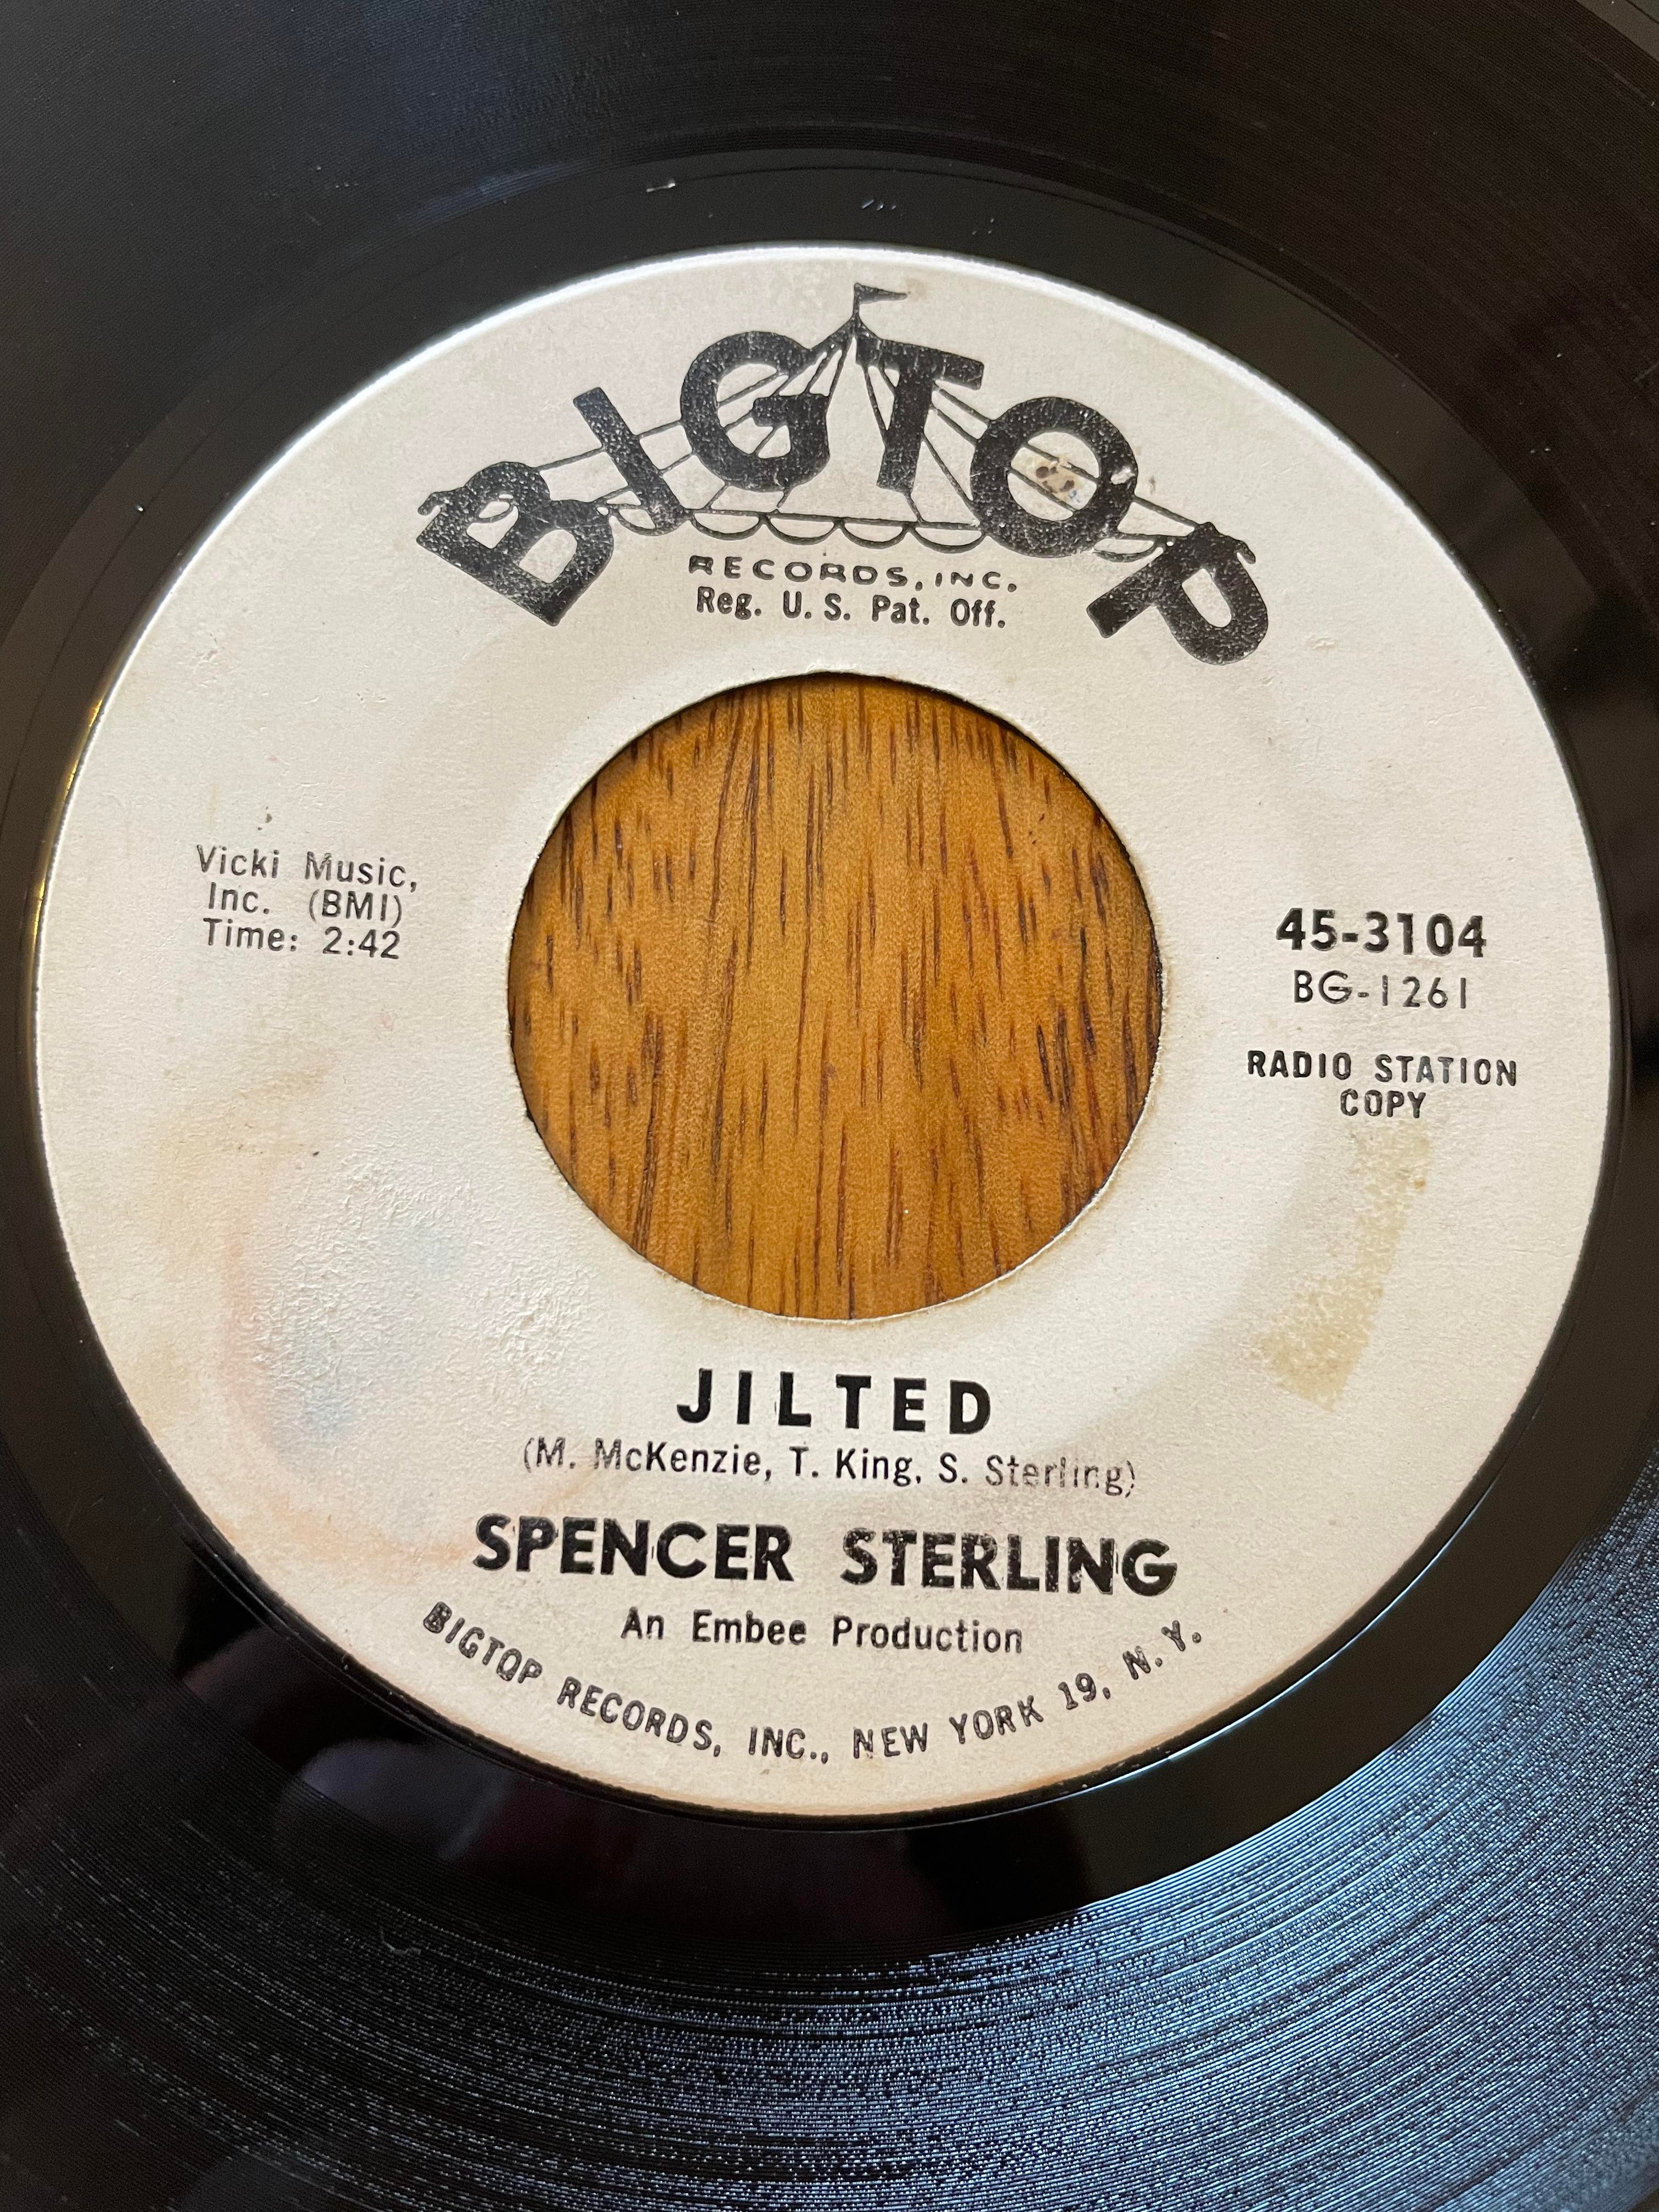 BIGTOP
RECORDS, INC.
Reg. U. S. Pat. Off.
Vicki Music,
Inc. (BMI)
Time: 2:42
45-3104
BG-1261
RADIO STATION
COPY
JILTED
(M. McKenzie, T. King, S. Sterling)
SPENCER STERLING
An Embee Production
BIGTOP RECORDS, INC., NEW YORK 19, N. Y.